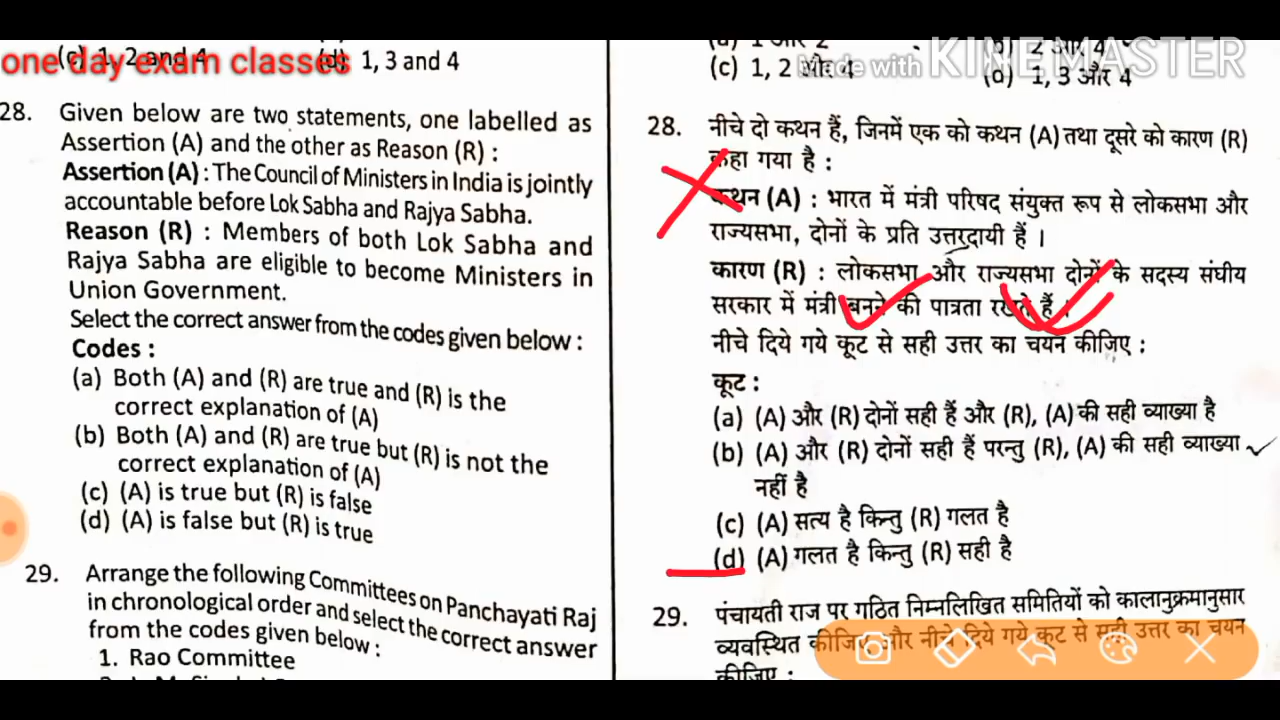 one day exam classes
(c) 1, 2 and 4 (d) 1, 3 and 4
28. Given below are two statements, one labelled as
Assertion (A) and the other as Reason (R) :
Assertion (A) : The Council of Ministers in India is jointly
accountable before Lok Sabha and Rajya Sabha.
Reason (R) : Members of both Lok Sabha and
Rajya Sabha are eligible to become Ministers in
Union Government.
Select the correct answer from the codes given below :
Codes :
(a) Both (A) and (R) are true and (R) is the
correct explanation of (A)
(b) Both (A) and (R) are true but (R) is not the
correct explanation of (A)
(c) (A) is true but (R) is false
(d) (A) is false but (R) is true
29. Arrange the following Committees on Panchayati Raj
in chronological order and select the correct answer
from the codes given below :
1. Rao Committee
Made with KINEMASTER
(c) 1, 2 और 4 (d) 1, 3 और 4
28. नीचे दो कथन हैं, जिनमें एक को कथन (A) तथा दूसरे को कारण (R)
कहा गया है :
कथन (A) : भारत में मंत्री परिषद संयुक्त रूप से लोकसभा और
राज्यसभा, दोनों के प्रति उत्तरदायी हैं ।
कारण (R) : लोकसभा और राज्यसभा दोनों के सदस्य संघीय
सरकार में मंत्री बनने की पात्रता रखते हैं ।
नीचे दिये गये कूट से सही उत्तर का चयन कीजिए :
कूट :
(a) (A) और (R) दोनों सही हैं और (R), (A) की सही व्याख्या है
(b) (A) और (R) दोनों सही हैं परन्तु (R), (A) की सही व्याख्या
नहीं है
(c) (A) सत्य है किन्तु (R) गलत है
(d) (A) गलत है किन्तु (R) सही है
29. पंचायती राज पर गठित निम्नलिखित समितियों को कालानुक्रमानुसार
व्यवस्थित कीजिए और नीचे दिये गये कूट से सही उत्तर का चयन
कीजिए :